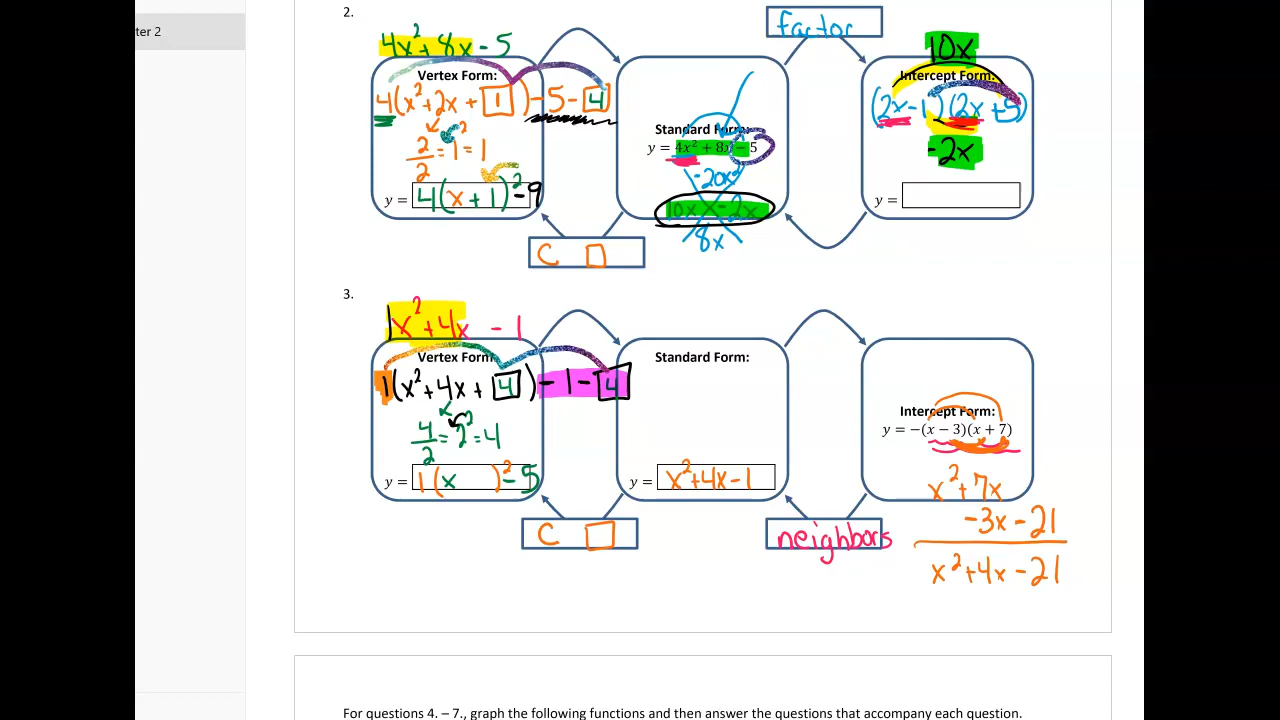 ter 2
2.
factor
4x² + 8x - 5
10x
Vertex Form:
4(x² + 2x + 1) - 5 - 4
2/2 = 1² = 1
y = 4(x + 1)² - 9
Standard Form:
y = 4x² + 8x - 5
-20x²
10x -2x
8x
Intercept Form:
(2x - 1)(2x + 5)
-2x
y =
C □
3.
1x² + 4x - 1
Vertex Form:
1(x² + 4x + 4) - 1 - 4
4/2 = 2² = 4
y = 1(x )² - 5
Standard Form:
y = x² + 4x - 1
Intercept Form:
y = -(x - 3)(x + 7)
x² + 7x
-3x - 21
x² + 4x - 21
C □
neighbors
For questions 4. – 7., graph the following functions and then answer the questions that accompany each question.